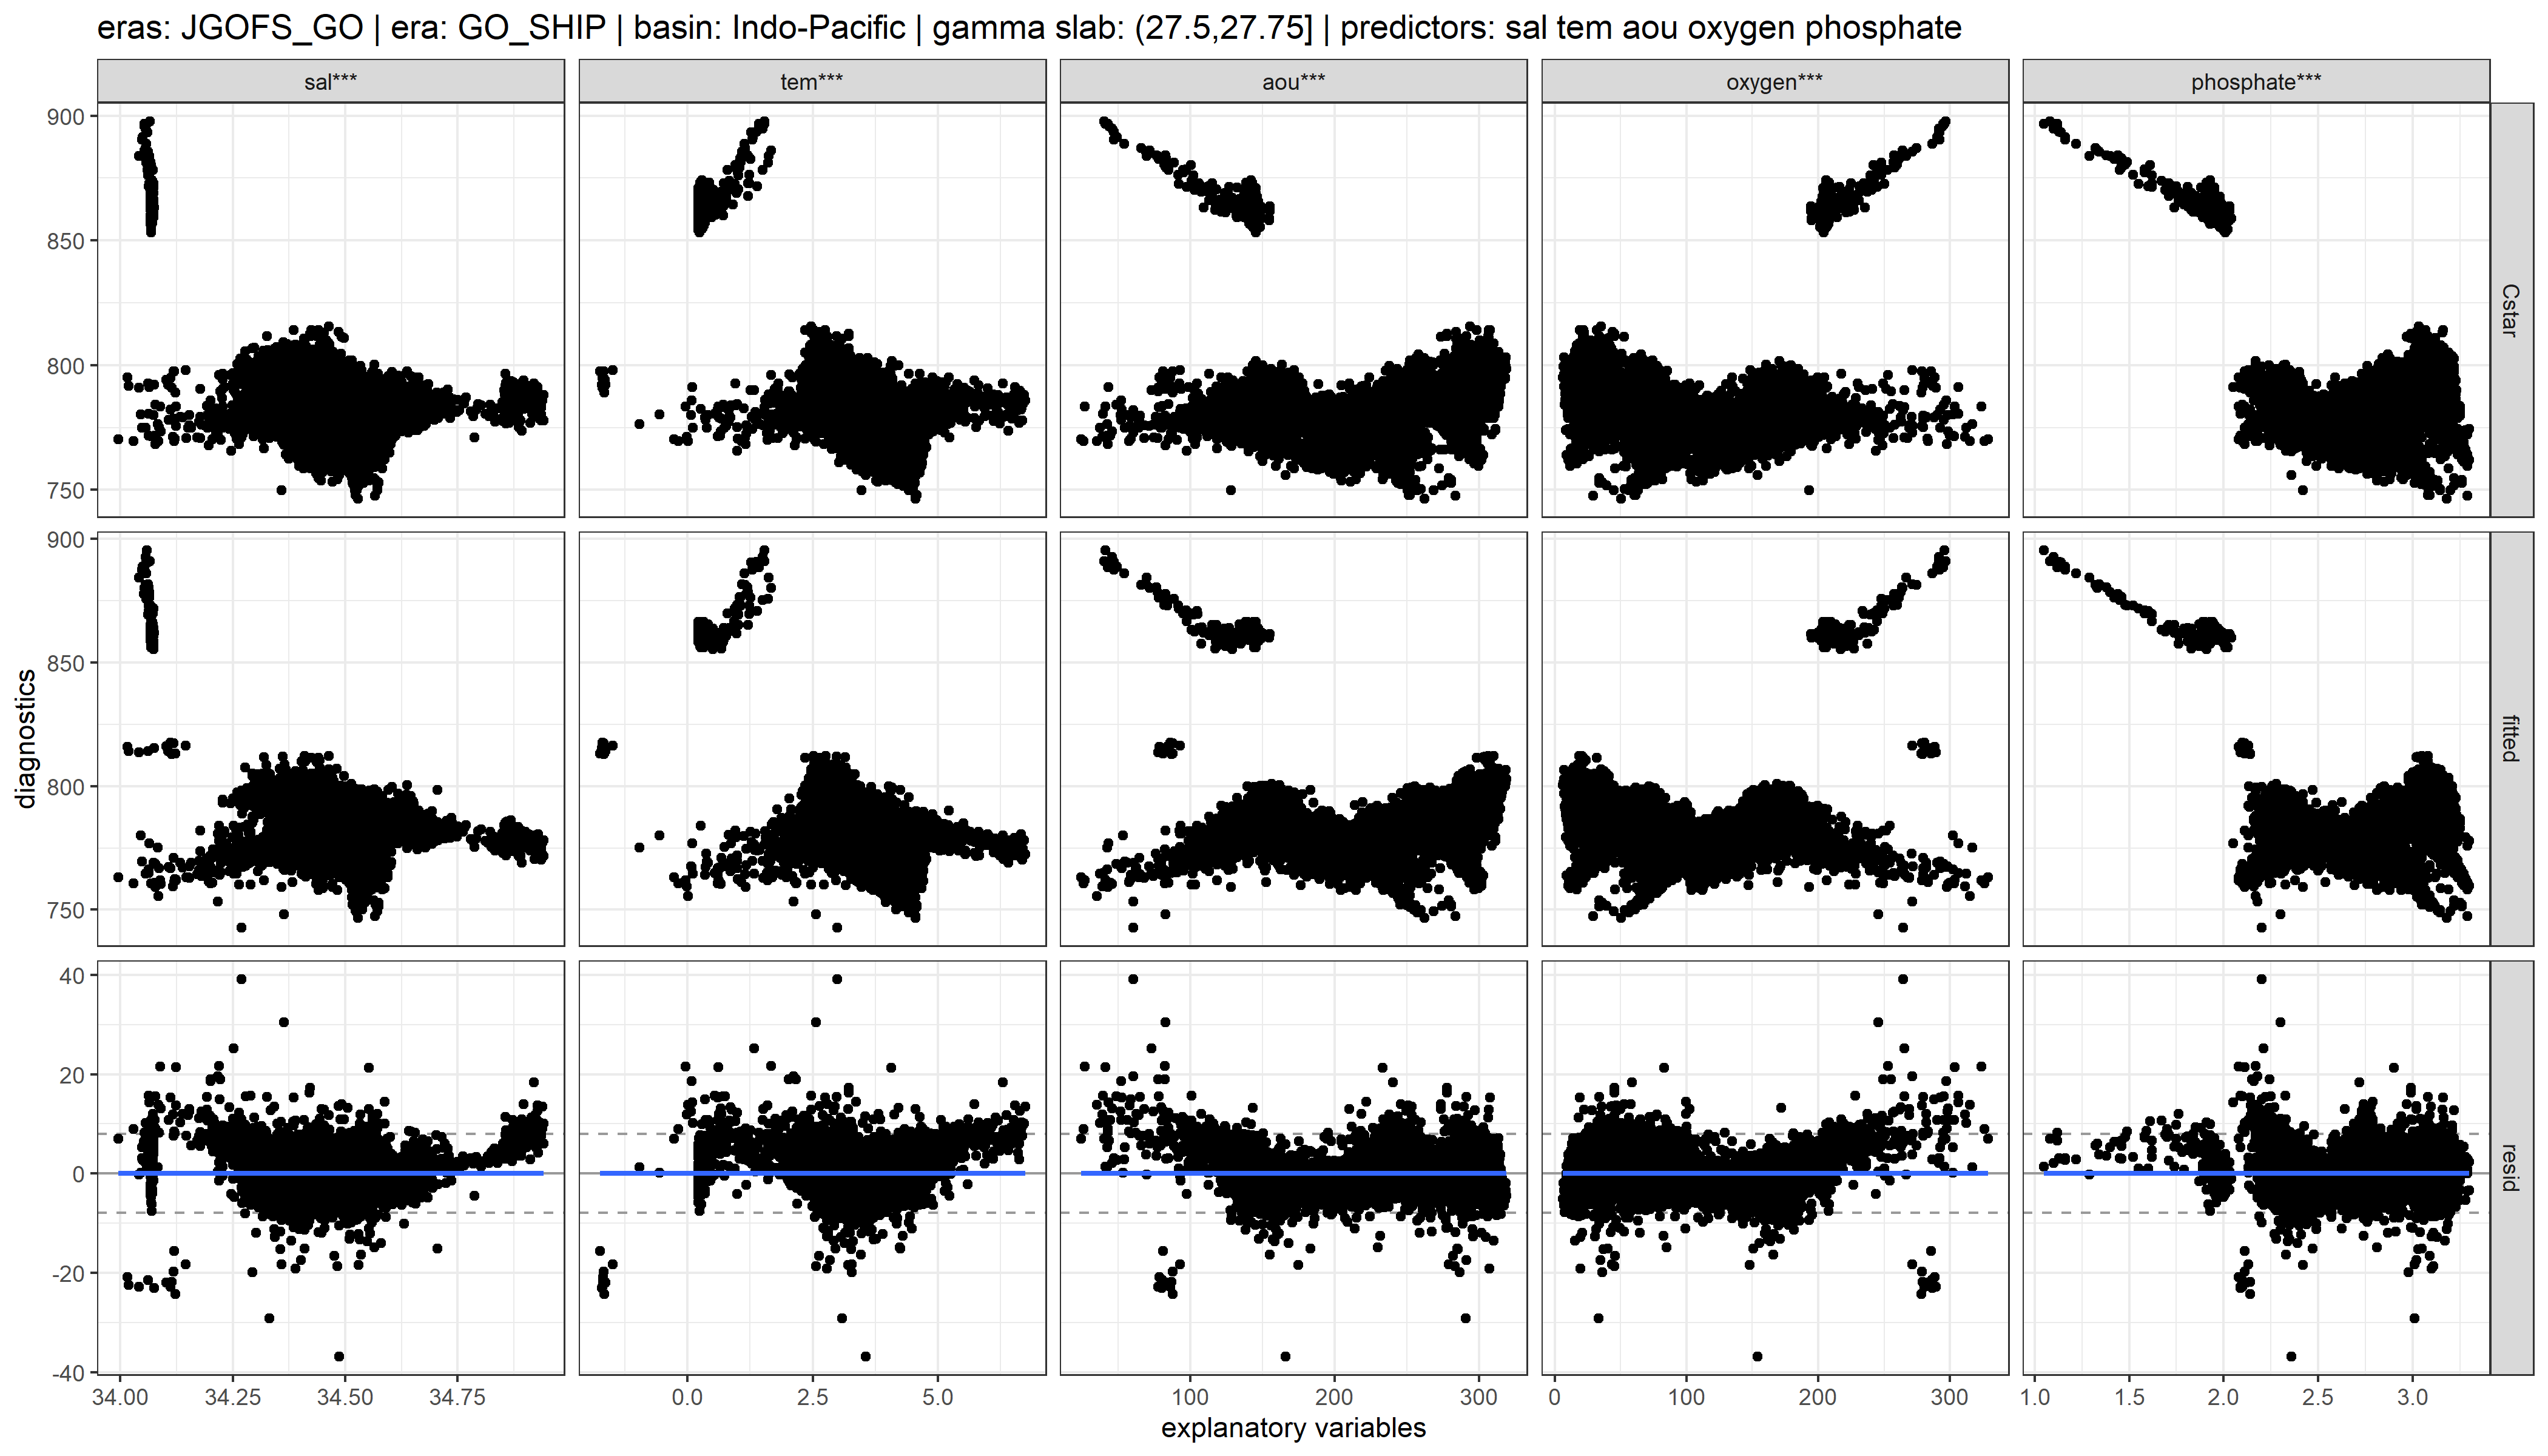 eras: JGOFS_GO | era: GO_SHIP | basin: Indo-Pacific | gamma slab: (27.5,27.75] | predictors: sal tem aou oxygen phosphate
sal*** tem*** aou*** oxygen*** phosphate***
900
850
800
750
Cstar
900
850
800
750
fitted
40
20
0
-20
-40
resid
diagnostics
34.00 34.25 34.50 34.75 0.0 2.5 5.0 100 200 300 0 100 200 300 1.0 1.5 2.0 2.5 3.0
explanatory variables